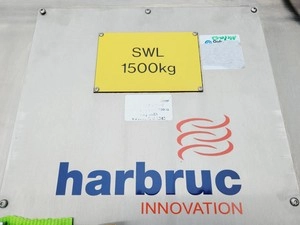 SWL
1500kg
harbruc
INNOVATION